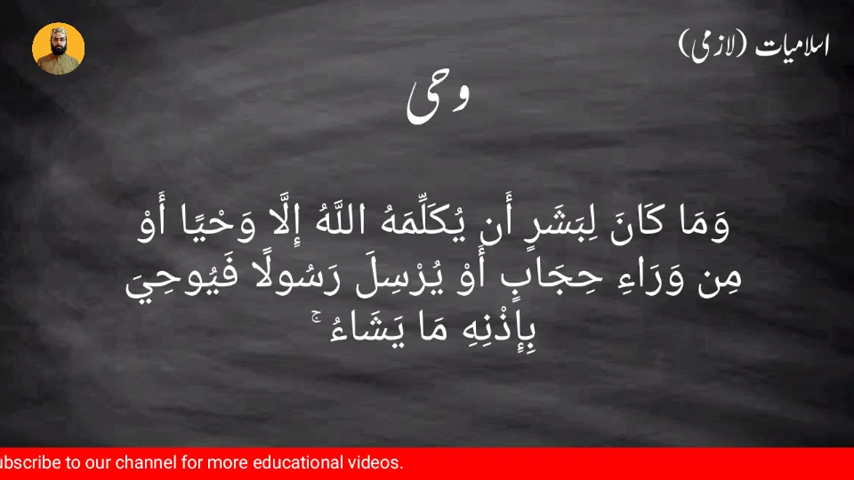 اسلامیات (لازمی)
وحی
وَمَا كَانَ لِبَشَرٍ أَن يُكَلِّمَهُ اللَّهُ إِلَّا وَحْيًا أَوْ
مِن وَرَاءِ حِجَابٍ أَوْ يُرْسِلَ رَسُولًا فَيُوحِيَ
بِإِذْنِهِ مَا يَشَاءُ ۚ
ubscribe to our channel for more educational videos.